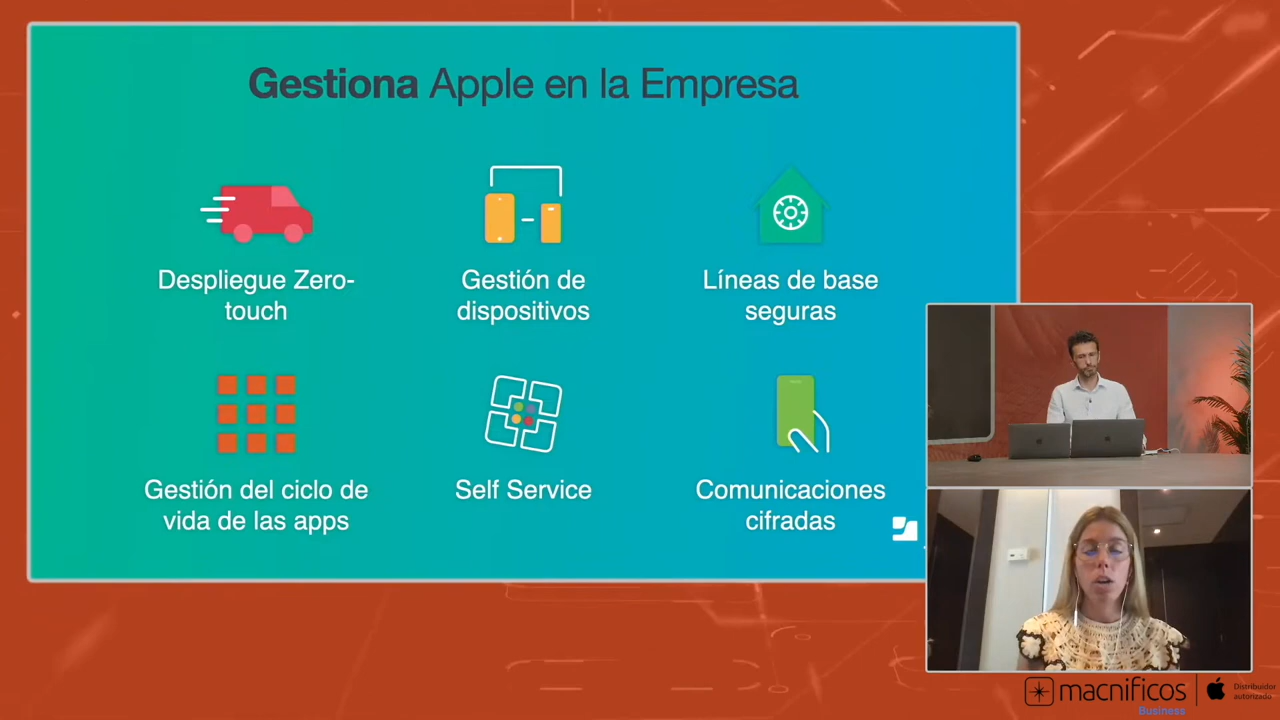 Gestiona Apple en la Empresa
Despliegue Zero-
touch
Gestión de
dispositivos
Líneas de base
seguras
Gestión del ciclo de
vida de las apps
Self Service
Comunicaciones
cifradas
macnificos
Business
Distribuidor
autorizado